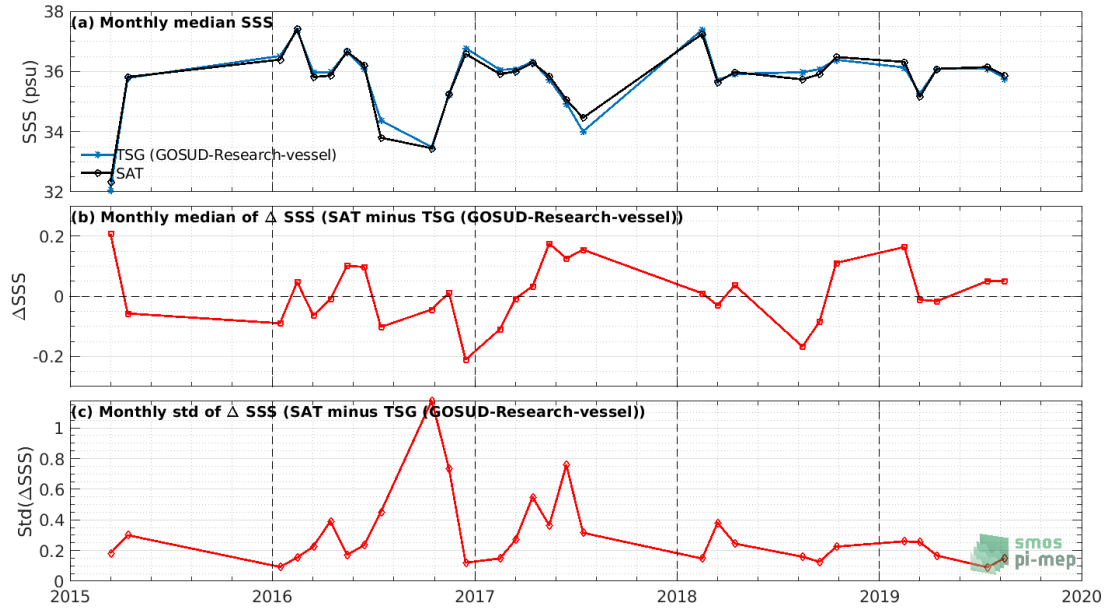 (a) Monthly median SSS
38
36
34
32
SSS (psu)
TSG (GOSUD-Research-vessel)
SAT
(b) Monthly median of Δ SSS (SAT minus TSG (GOSUD-Research-vessel))
0.2
0
-0.2
ΔSSS
(c) Monthly std of Δ SSS (SAT minus TSG (GOSUD-Research-vessel))
1
0.8
0.6
0.4
0.2
0
Std(ΔSSS)
2015 2016 2017 2018 2019 2020
smos
pi-mep